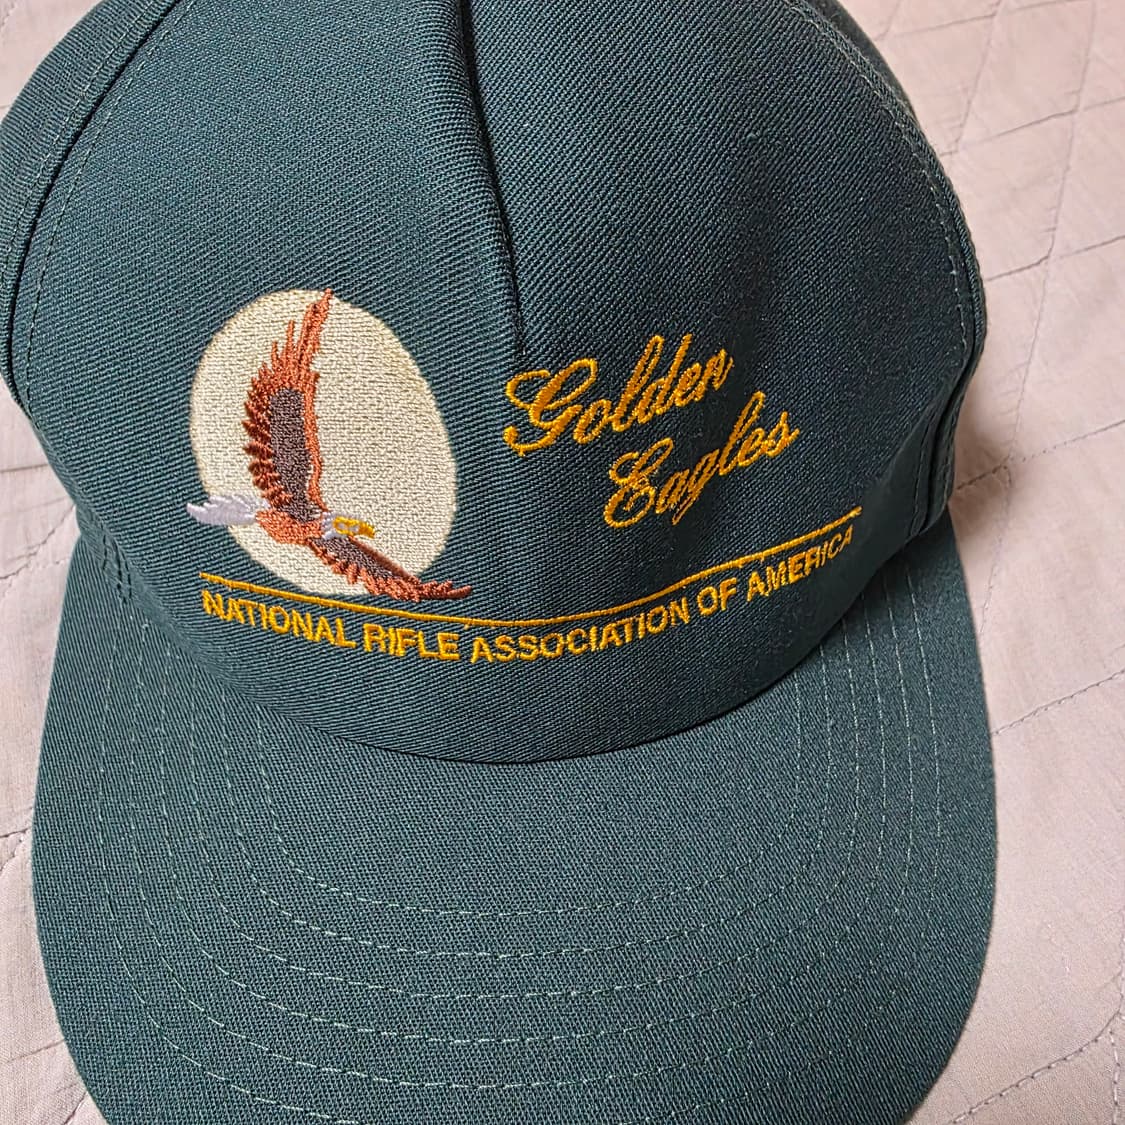 Golden
Eagles
NATIONAL RIFLE ASSOCIATION OF AMERICA